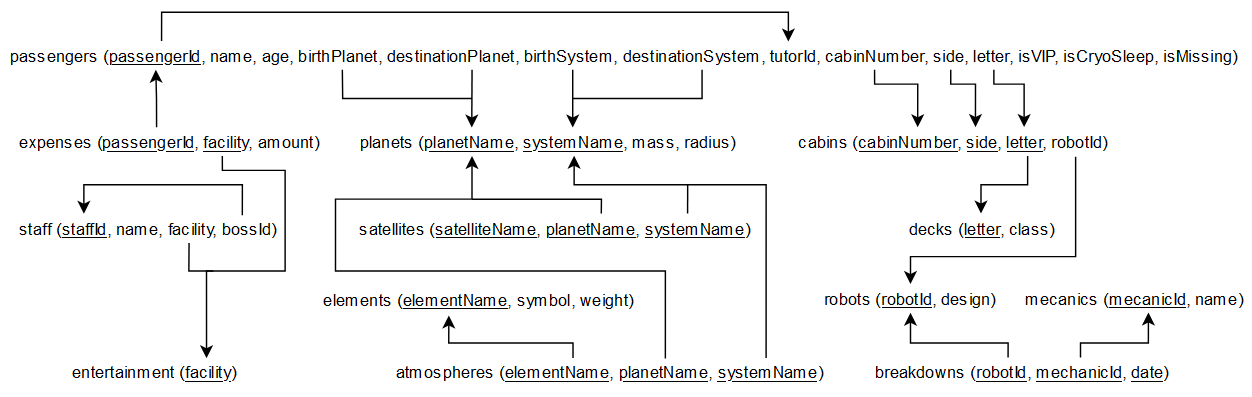 passengers (passengerId, name, age, birthPlanet, destinationPlanet, birthSystem, destinationSystem, tutorId, cabinNumber, side, letter, isVIP, isCryoSleep, isMissing)
expenses (passengerId, facility, amount)
planets (planetName, systemName, mass, radius)
cabins (cabinNumber, side, letter, robotId)
staff (staffId, name, facility, bossId)
satellites (satelliteName, planetName, systemName)
decks (letter, class)
elements (elementName, symbol, weight)
robots (robotId, design)
mecanics (mecanicId, name)
entertainment (facility)
atmospheres (elementName, planetName, systemName)
breakdowns (robotId, mechanicId, date)